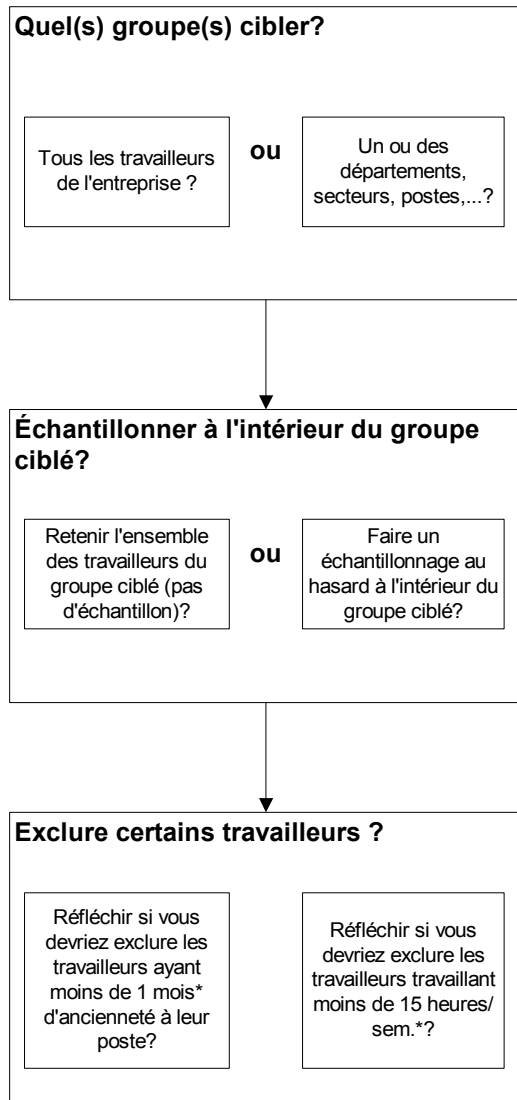 Quel(s) groupe(s) cibler?
Tous les travailleurs
de l'entreprise ?
ou
Un ou des
départements,
secteurs, postes,...?
Échantillonner à l'intérieur du groupe
ciblé?
Retenir l'ensemble
des travailleurs du
groupe ciblé (pas
d'échantillon)?
ou
Faire un
échantillonnage au
hasard à l'intérieur du
groupe ciblé?
Exclure certains travailleurs ?
Réfléchir si vous
devriez exclure les
travailleurs ayant
moins de 1 mois*
d'ancienneté à leur
poste?
Réfléchir si vous
devriez exclure les
travailleurs travaillant
moins de 15 heures/
sem.*?